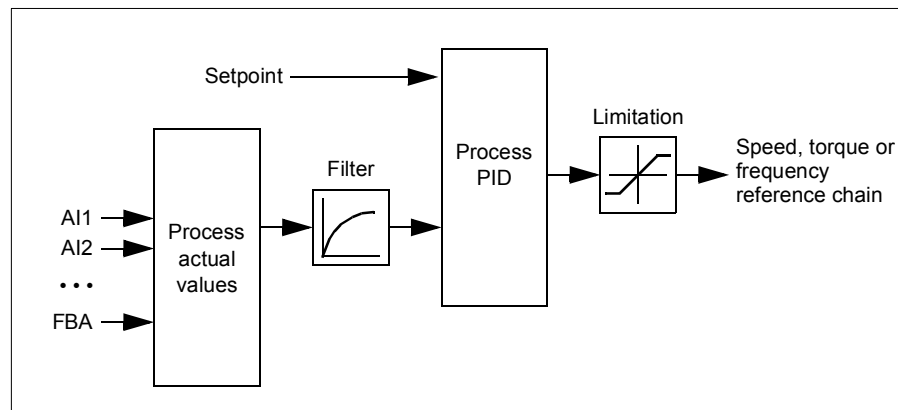 Setpoint
Limitation
Process
PID
Speed, torque or
frequency
reference chain
Filter
AI1
AI2
...
FBA
Process
actual
values